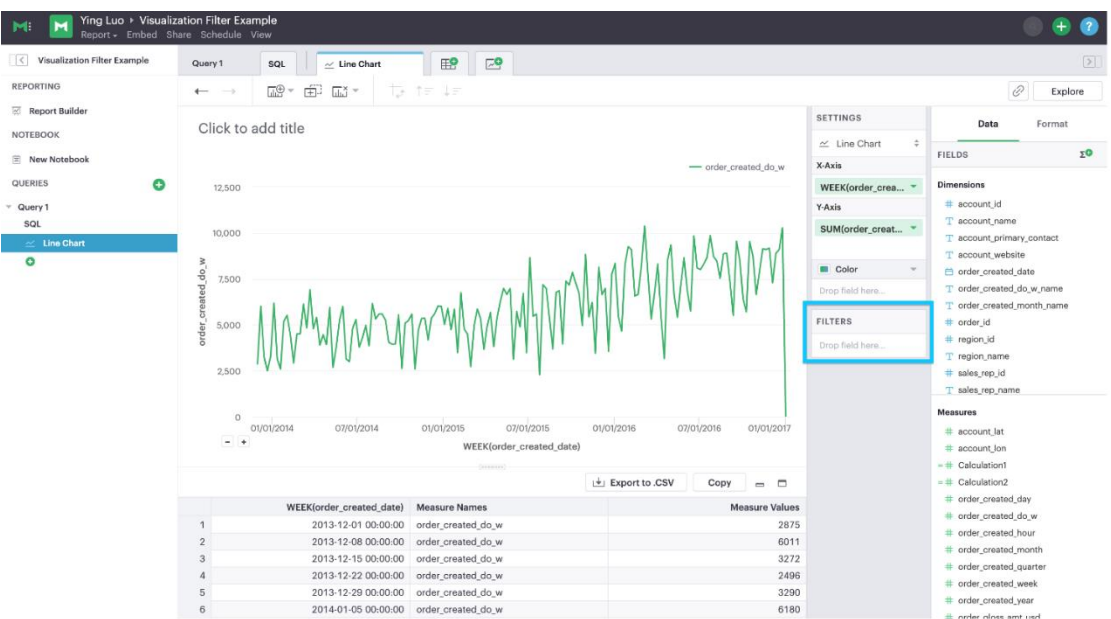 Ying Luo ‣ Visualization Filter Example
Report Embed Share Schedule View
?
Visualization Filter Example
Query 1
SQL
Line Chart
REPORTING
Report Builder
NOTEBOOK
New Notebook
QUERIES
Query 1
SQL
Line Chart
Explore
Click to add title
order_created_do_w
12,500
10,000
7,500
5,000
2,500
0
order_created_do_w
01/01/2014 07/01/2014 01/01/2015 07/01/2015 01/01/2016 07/01/2016 01/01/2017
WEEK(order_created_date)
- +
SETTINGS
Line Chart
X-Axis
WEEK(order_crea...
Y-Axis
SUM(order_creat...
Color
Drop field here...
FILTERS
Drop field here...
Data Format
FIELDS
Dimensions
# account_id
T account_name
T account_primary_contact
T account_website
order_created_date
T order_created_do_w_name
T order_created_month_name
# order_id
# region_id
T region_name
# sales_rep_id
T sales_rep_name
Measures
# account_lat
# account_lon
=# Calculation1
=# Calculation2
# order_created_day
# order_created_do_w
# order_created_hour
# order_created_month
# order_created_quarter
# order_created_week
# order_created_year
# order_gloss_amt_usd
Export to .CSV Copy
WEEK(order_created_date) Measure Names Measure Values
1 2013-12-01 00:00:00 order_created_do_w 2875
2 2013-12-08 00:00:00 order_created_do_w 6011
3 2013-12-15 00:00:00 order_created_do_w 3272
4 2013-12-22 00:00:00 order_created_do_w 2496
5 2013-12-29 00:00:00 order_created_do_w 3290
6 2014-01-05 00:00:00 order_created_do_w 6180